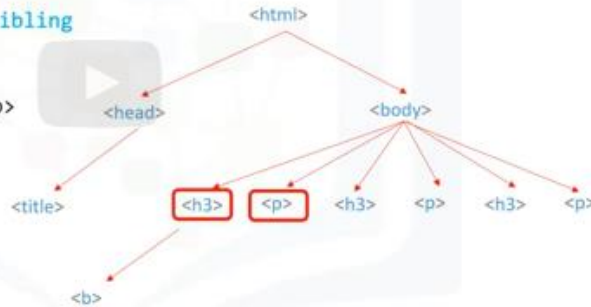 ibling
<html>
<head>
<body>
<title>
<h3> <p> <h3> <p> <h3> <p>
<b>